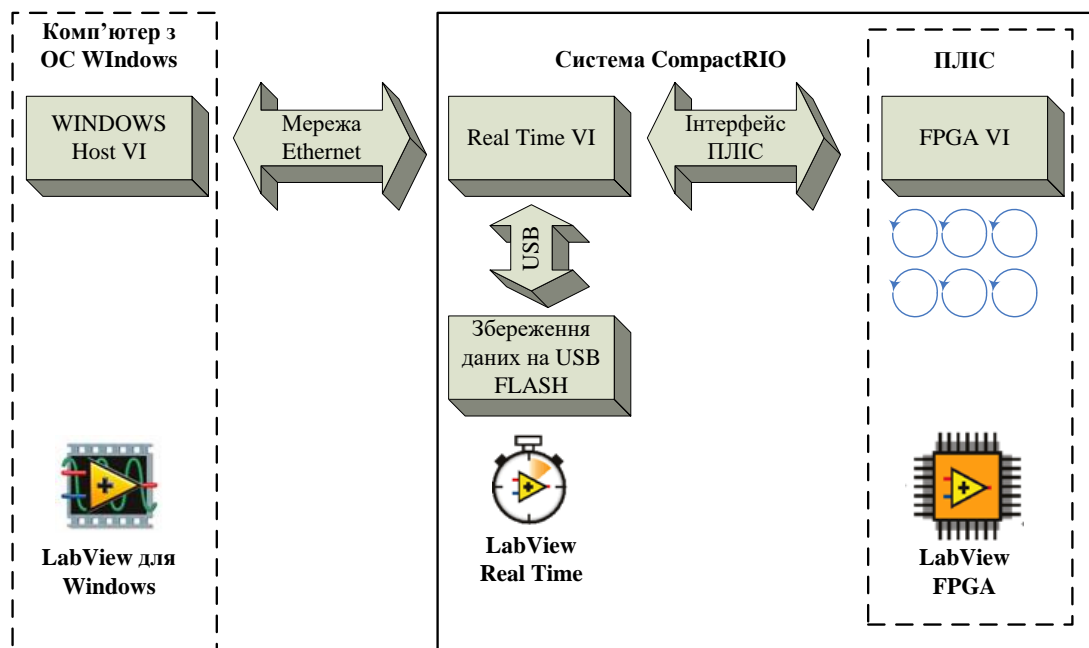 Комп’ютер з
ОС WIndows
Система CompactRIO
ПЛІС
WINDOWS
Host VI
Мережа
Ethernet
Real Time VI
Інтерфейс
ПЛІС
FPGA VI
USB
Збереження
даних на USB
FLASH
LabView для
Windows
LabView
Real Time
LabView
FPGA